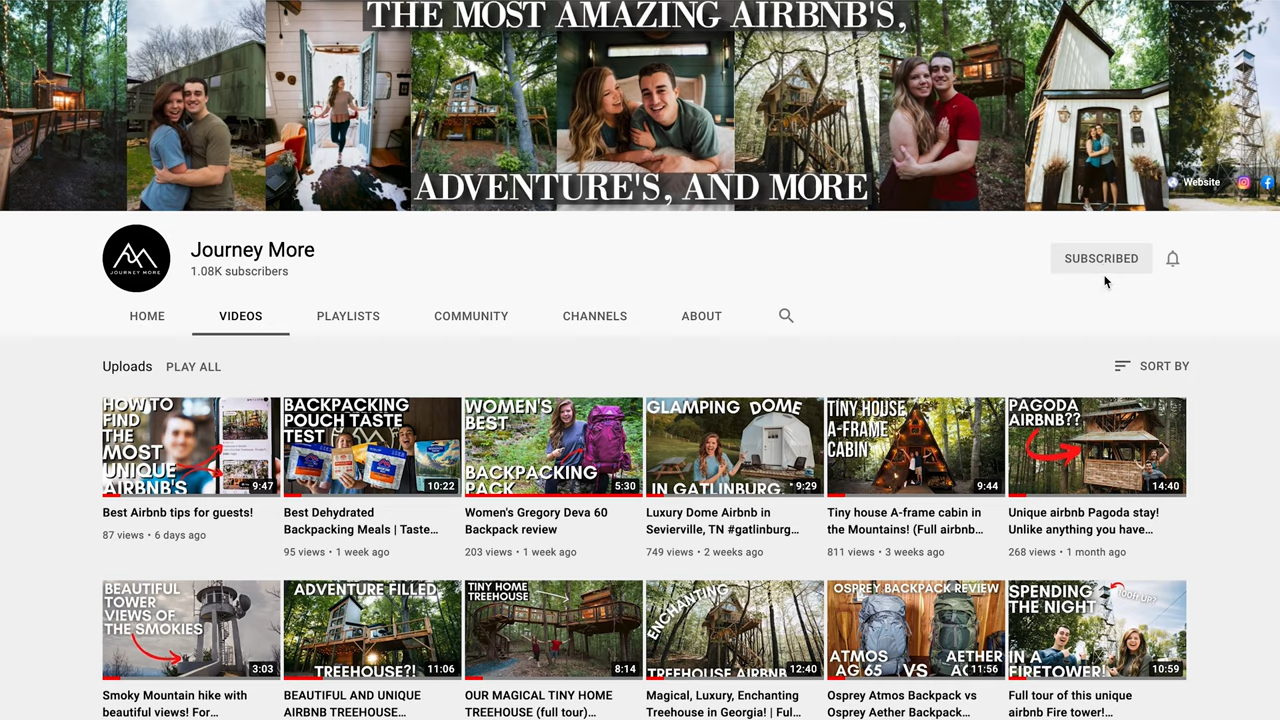 THE MOST AMAZING AIRBNB'S,
ADVENTURE'S, AND MORE
Website
JOURNEY MORE
Journey More
1.08K subscribers
SUBSCRIBED
HOME VIDEOS PLAYLISTS COMMUNITY CHANNELS ABOUT
Uploads PLAY ALL
SORT BY
HOW TO
FIND
THE
MOST
UNIQUE
AIRBNB'S
9:47
Best Airbnb tips for guests!
87 views • 6 days ago
BACKPACKING
POUCH TASTE
TEST
10:22
Best Dehydrated
Backpacking Meals | Taste...
95 views • 1 week ago
WOMEN'S
BEST
BACKPACKING
PACK
5:30
Women's Gregory Deva 60
Backpack review
203 views • 1 week ago
GLAMPING DOME
IN GATLINBURG,
9:29
Luxury Dome Airbnb in
Sevierville, TN #gatlinburg...
749 views • 2 weeks ago
TINY HOUSE
A-FRAME
CABIN
9:44
Tiny house A-frame cabin in
the Mountains! (Full airbnb...
811 views • 3 weeks ago
PAGODA
AIRBNB??
14:40
Unique airbnb Pagoda stay!
Unlike anything you have...
268 views • 1 month ago
BEAUTIFUL
TOWER
VIEWS OF
THE SMOKIES
3:03
Smoky Mountain hike with
beautiful views! For...
ADVENTURE FILLED
TREEHOUSE?!
11:06
BEAUTIFUL AND UNIQUE
AIRBNB TREEHOUSE...
TINY HOME
TREEHOUSE
8:14
OUR MAGICAL TINY HOME
TREEHOUSE (full tour)...
ENCHANTING
TREEHOUSE AIRBNB
12:40
Magical, Luxury, Enchanting
Treehouse in Georgia! | Ful...
OSPREY BACKPACK REVIEW
ATMOS
AG 65 VS AETHER
11:56
Osprey Atmos Backpack vs
Osprey Aether Backpack...
SPENDING
THE NIGHT
100ft UP?
IN A
FIRETOWER!
10:59
Full tour of this unique
airbnb Fire tower!...